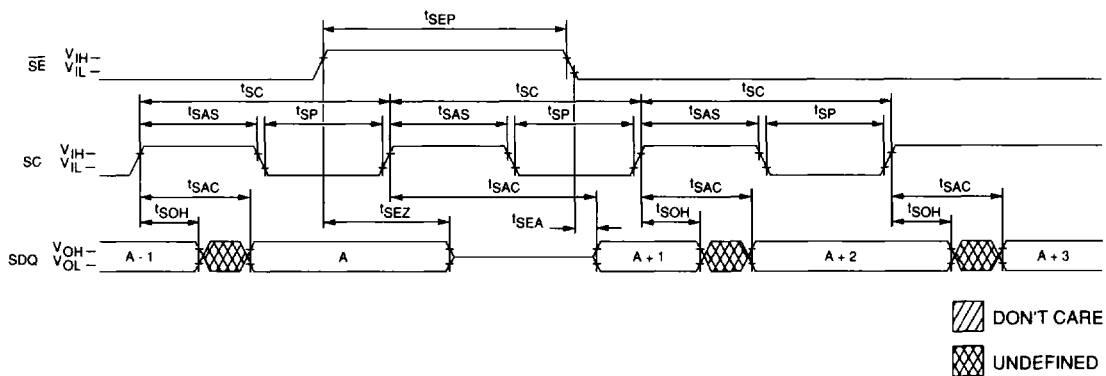 tSEP
SE VIH
VIL
tSC tSC tSC
tSAS tSP tSAS tSP tSAS tSP
SC VIH
VIL
tSAC tSAC tSAC tSAC
tSOH tSEZ tSEA tSOH tSOH
SDQ VOH
VOL
A - 1 A A + 1 A + 2 A + 3
DON'T CARE
UNDEFINED